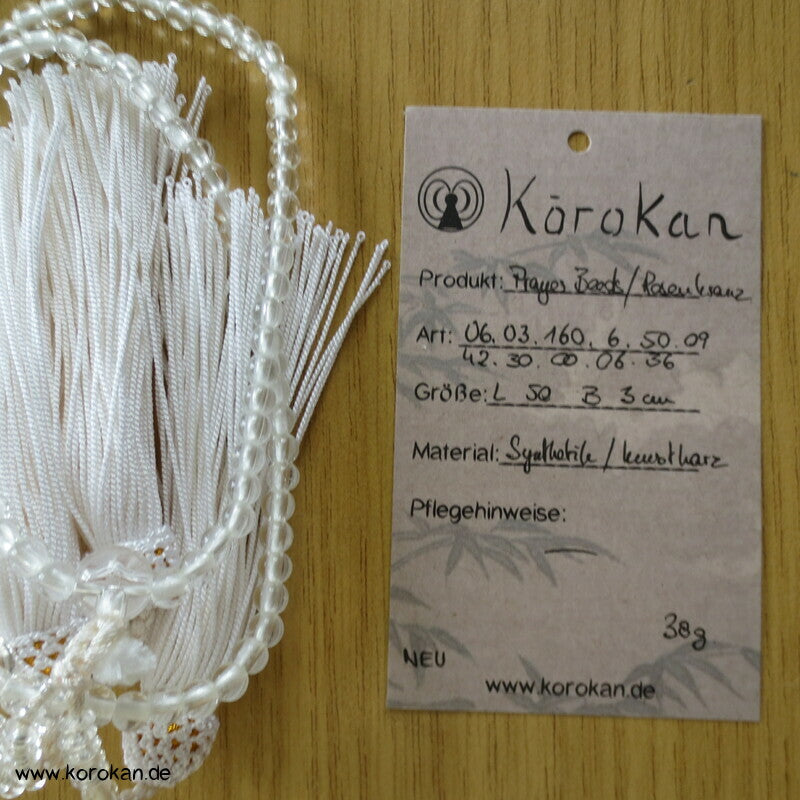 Kōrokan
Produkt: Prayer Beads/Rosenkranz
Art: 06.03.160.6.50.09
42.30.00.06.36
Größe: L 50 B 3 cm
Material: Synthetik/Kunstharz
Pflegehinweise: —
38g
NEU
www.korokan.de
www.korokan.de